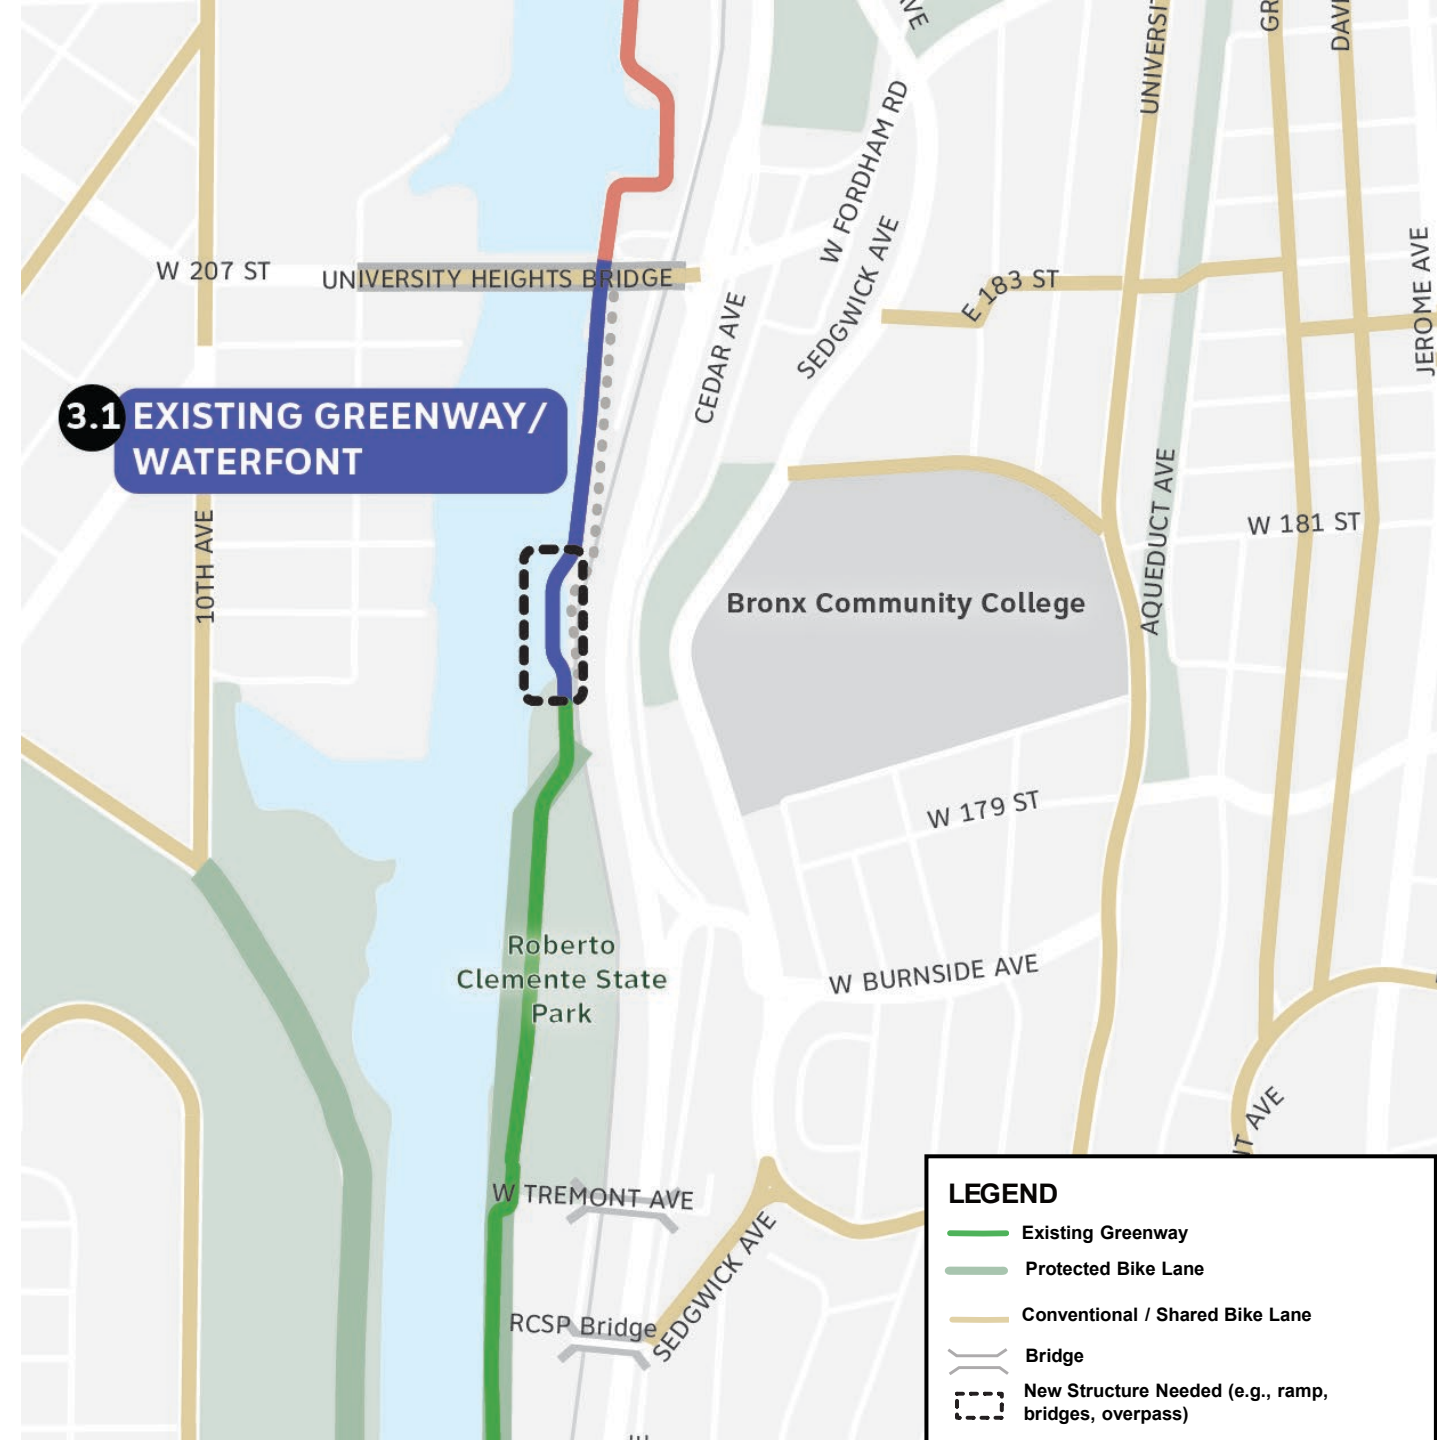 AVE
UNIVERSI
GR
DAVI
W FORDHAM RD
W 207 ST
UNIVERSITY HEIGHTS BRIDGE
SEDGWICK AVE
E 183 ST
CEDAR AVE
JEROME AVE
3.1 EXISTING GREENWAY/
WATERFONT
10TH AVE
AQUEDUCT AVE
W 181 ST
Bronx Community College
W 179 ST
Roberto
Clemente State
Park
W BURNSIDE AVE
NT AVE
W TREMONT AVE
SEDGWICK AVE
RCSP Bridge
LEGEND
Existing Greenway
Protected Bike Lane
Conventional / Shared Bike Lane
Bridge
New Structure Needed (e.g., ramp,
bridges, overpass)